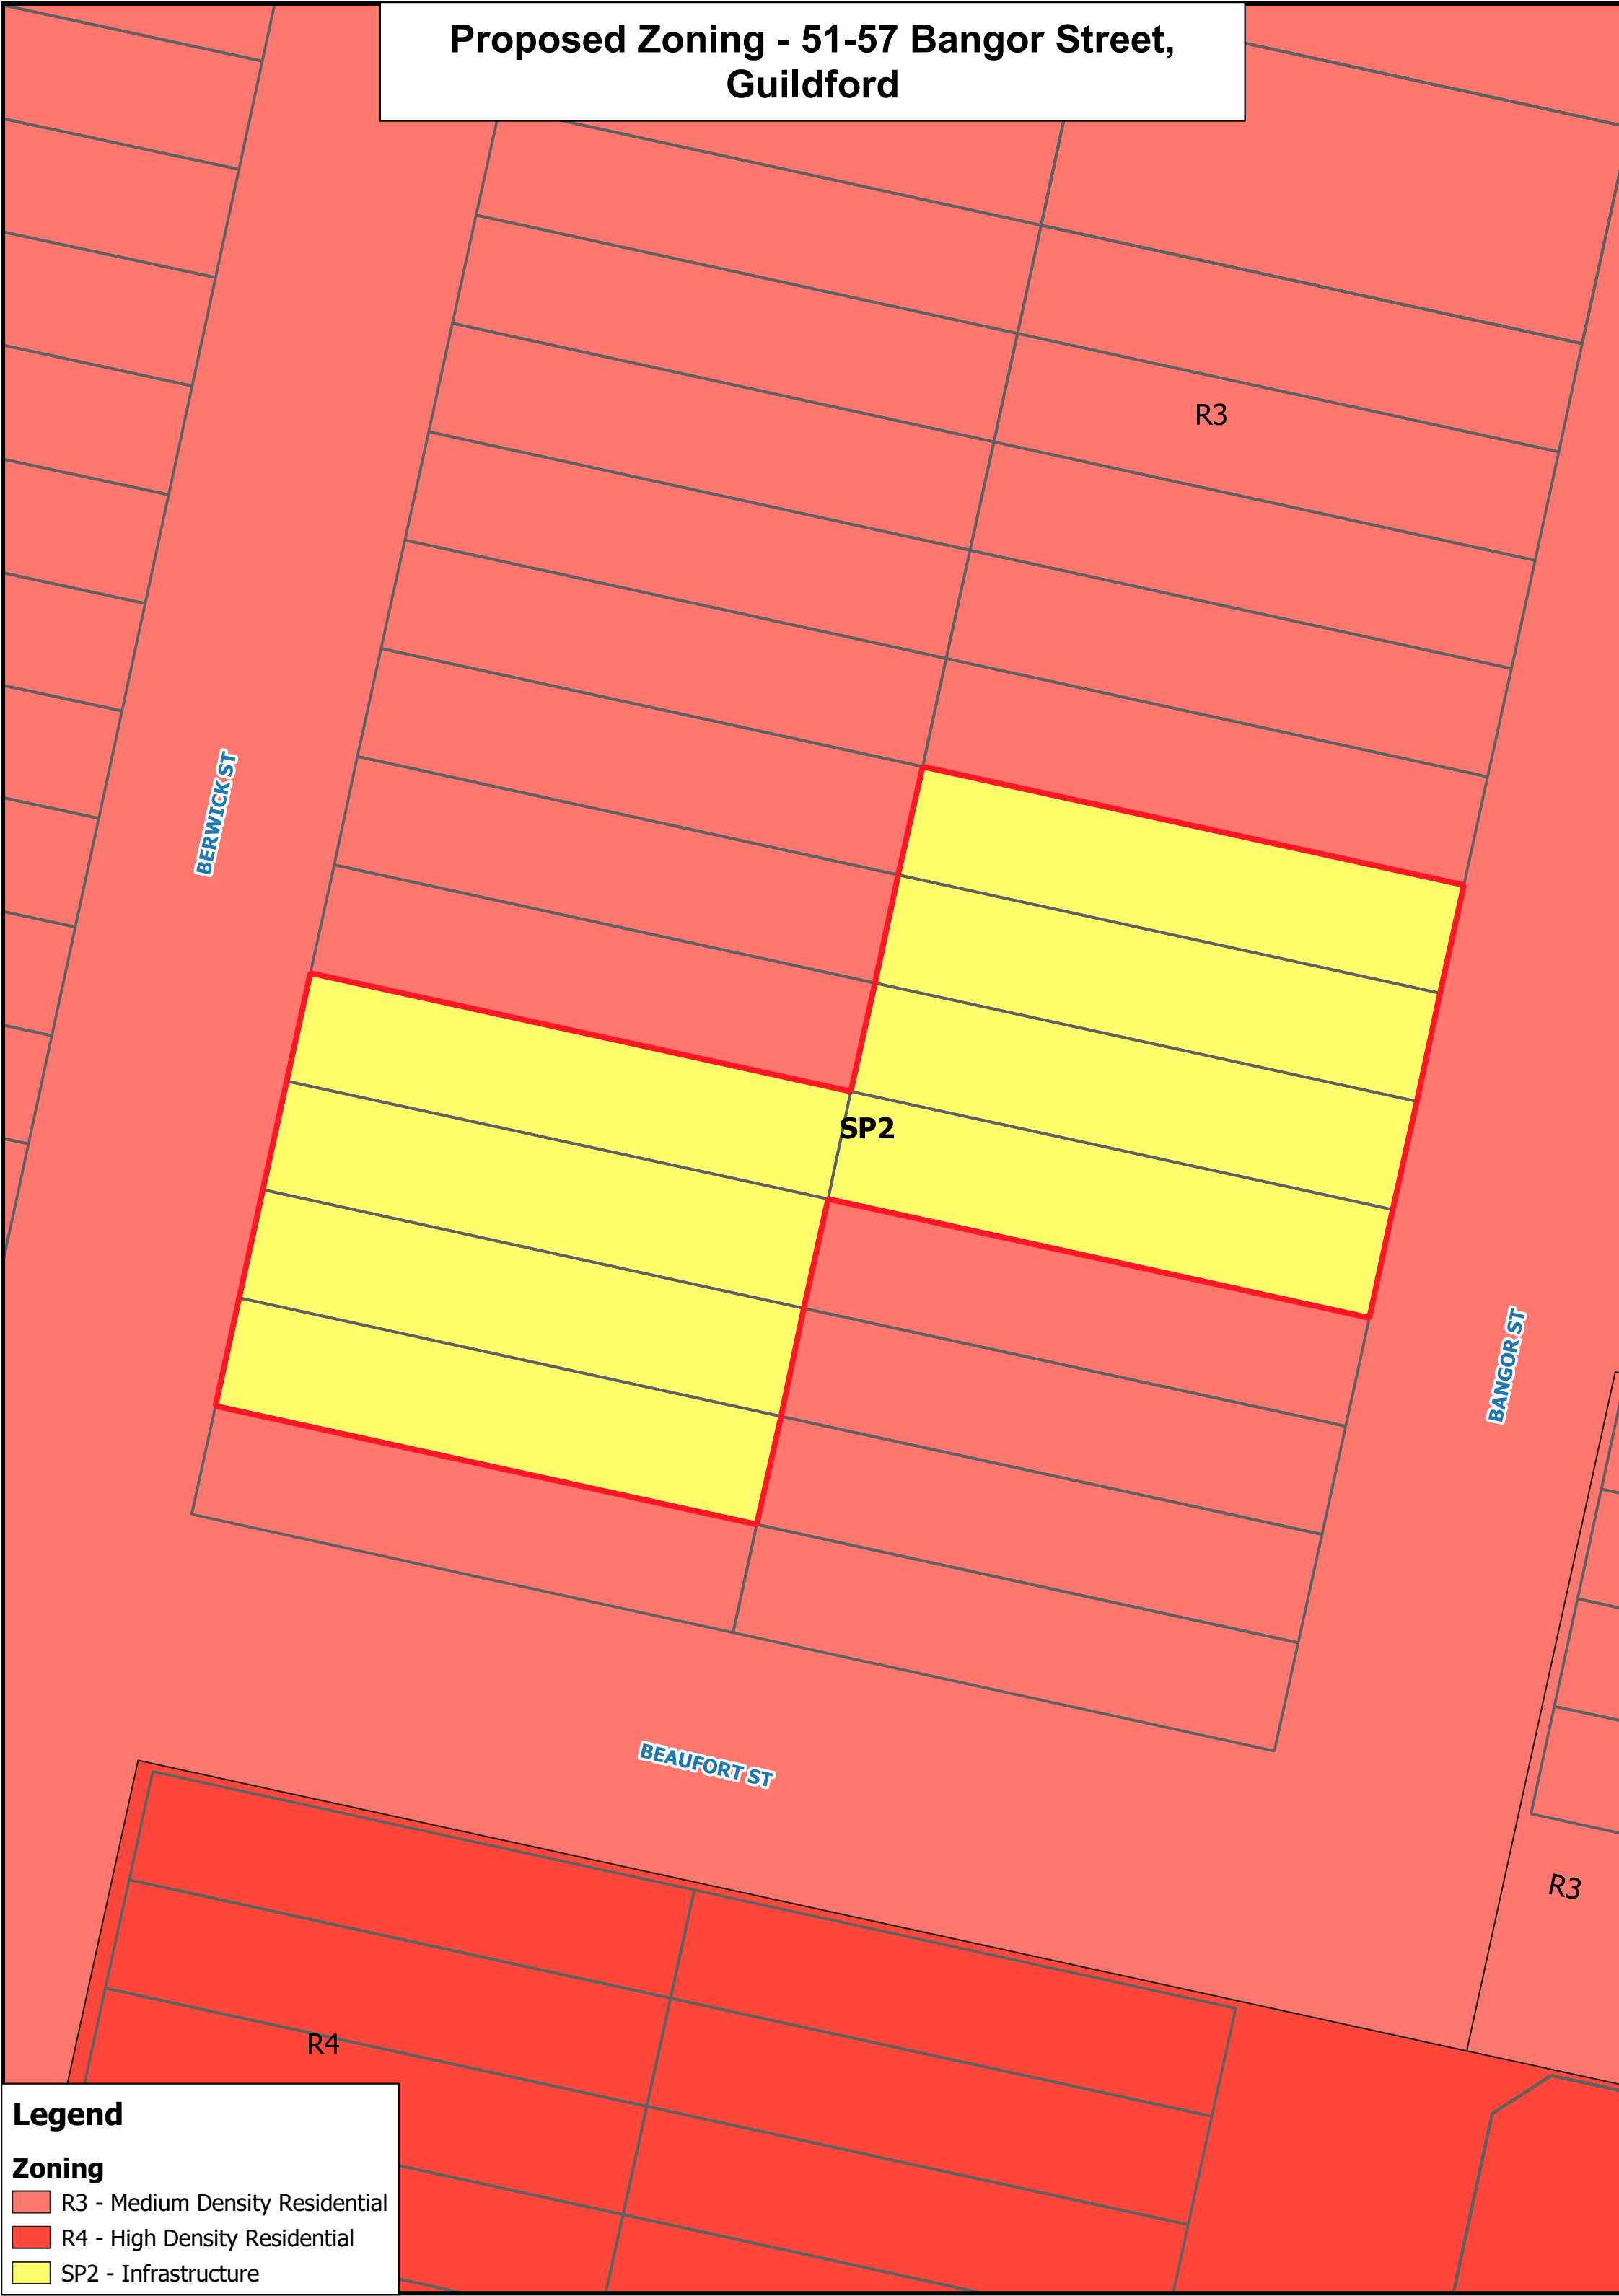 Proposed Zoning - 51-57 Bangor Street,
Guildford
R3
BERWICK ST
SP2
BANGOR ST
BEAUFORT ST
R3
R4
Legend
Zoning
R3 - Medium Density Residential
R4 - High Density Residential
SP2 - Infrastructure